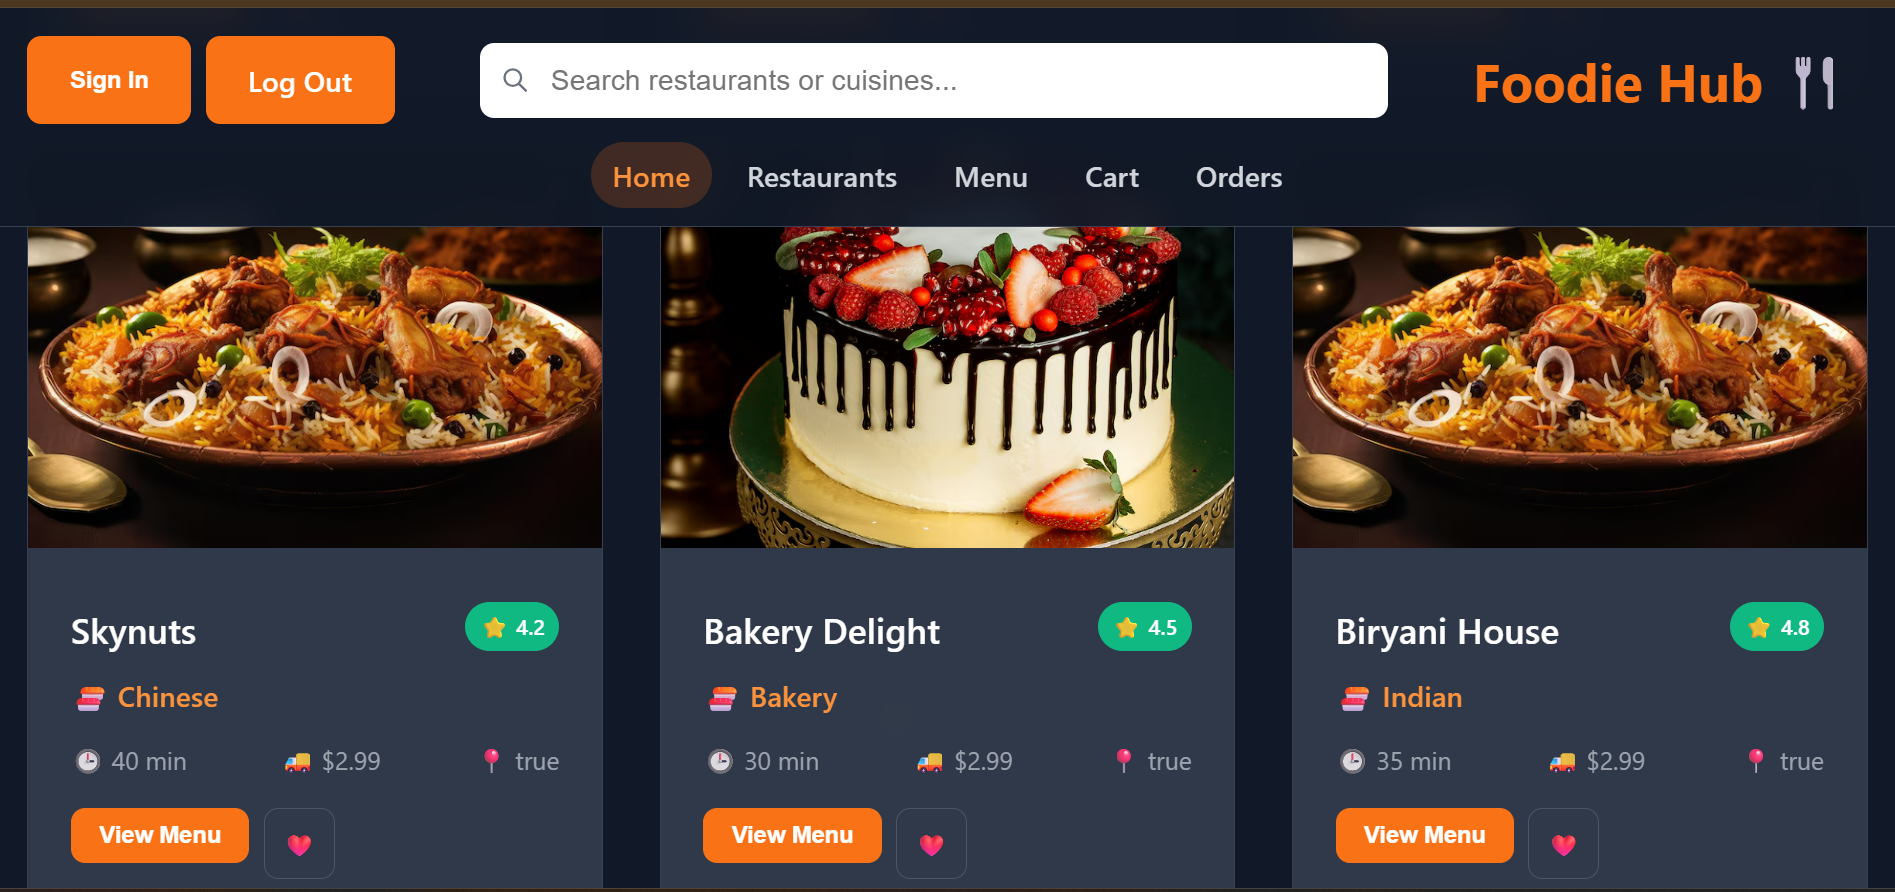 Sign In
Log Out
Search restaurants or cuisines...
Foodie Hub
Home
Restaurants
Menu
Cart
Orders
Skynuts
4.2
Chinese
40 min
$2.99
true
View Menu
Bakery Delight
4.5
Bakery
30 min
$2.99
true
View Menu
Biryani House
4.8
Indian
35 min
$2.99
true
View Menu